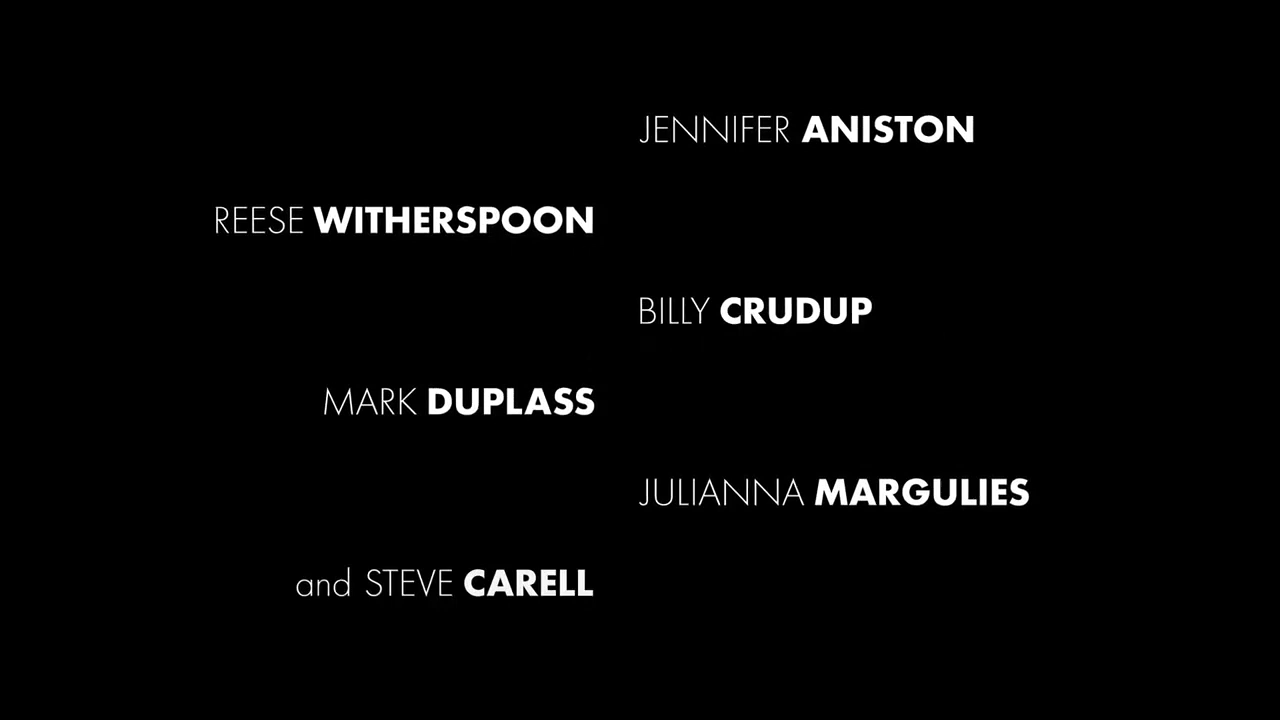 JENNIFER ANISTON
REESE WITHERSPOON
BILLY CRUDUP
MARK DUPLASS
JULIANNA MARGULIES
and STEVE CARELL